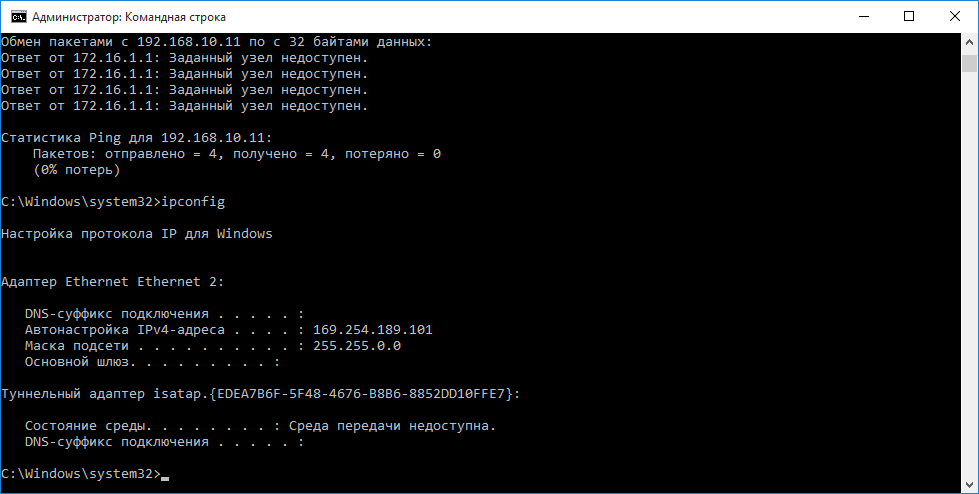 Администратор: Командная строка
Обмен пакетами с 192.168.10.11 по с 32 байтами данных:
Ответ от 172.16.1.1: Заданный узел недоступен.
Ответ от 172.16.1.1: Заданный узел недоступен.
Ответ от 172.16.1.1: Заданный узел недоступен.
Ответ от 172.16.1.1: Заданный узел недоступен.
Статистика Ping для 192.168.10.11:
Пакетов: отправлено = 4, получено = 4, потеряно = 0
(0% потерь)
C:\Windows\system32>ipconfig
Настройка протокола IP для Windows
Адаптер Ethernet Ethernet 2:
DNS-суффикс подключения . . . . . :
Автонастройка IPv4-адреса . . . . : 169.254.189.101
Маска подсети . . . . . . . . . . : 255.255.0.0
Основной шлюз. . . . . . . . . :
Туннельный адаптер isatap.{EDEA7B6F-5F48-4676-B8B6-8852DD10FFE7}:
Состояние среды. . . . . . . . : Среда передачи недоступна.
DNS-суффикс подключения . . . . . :
C:\Windows\system32>